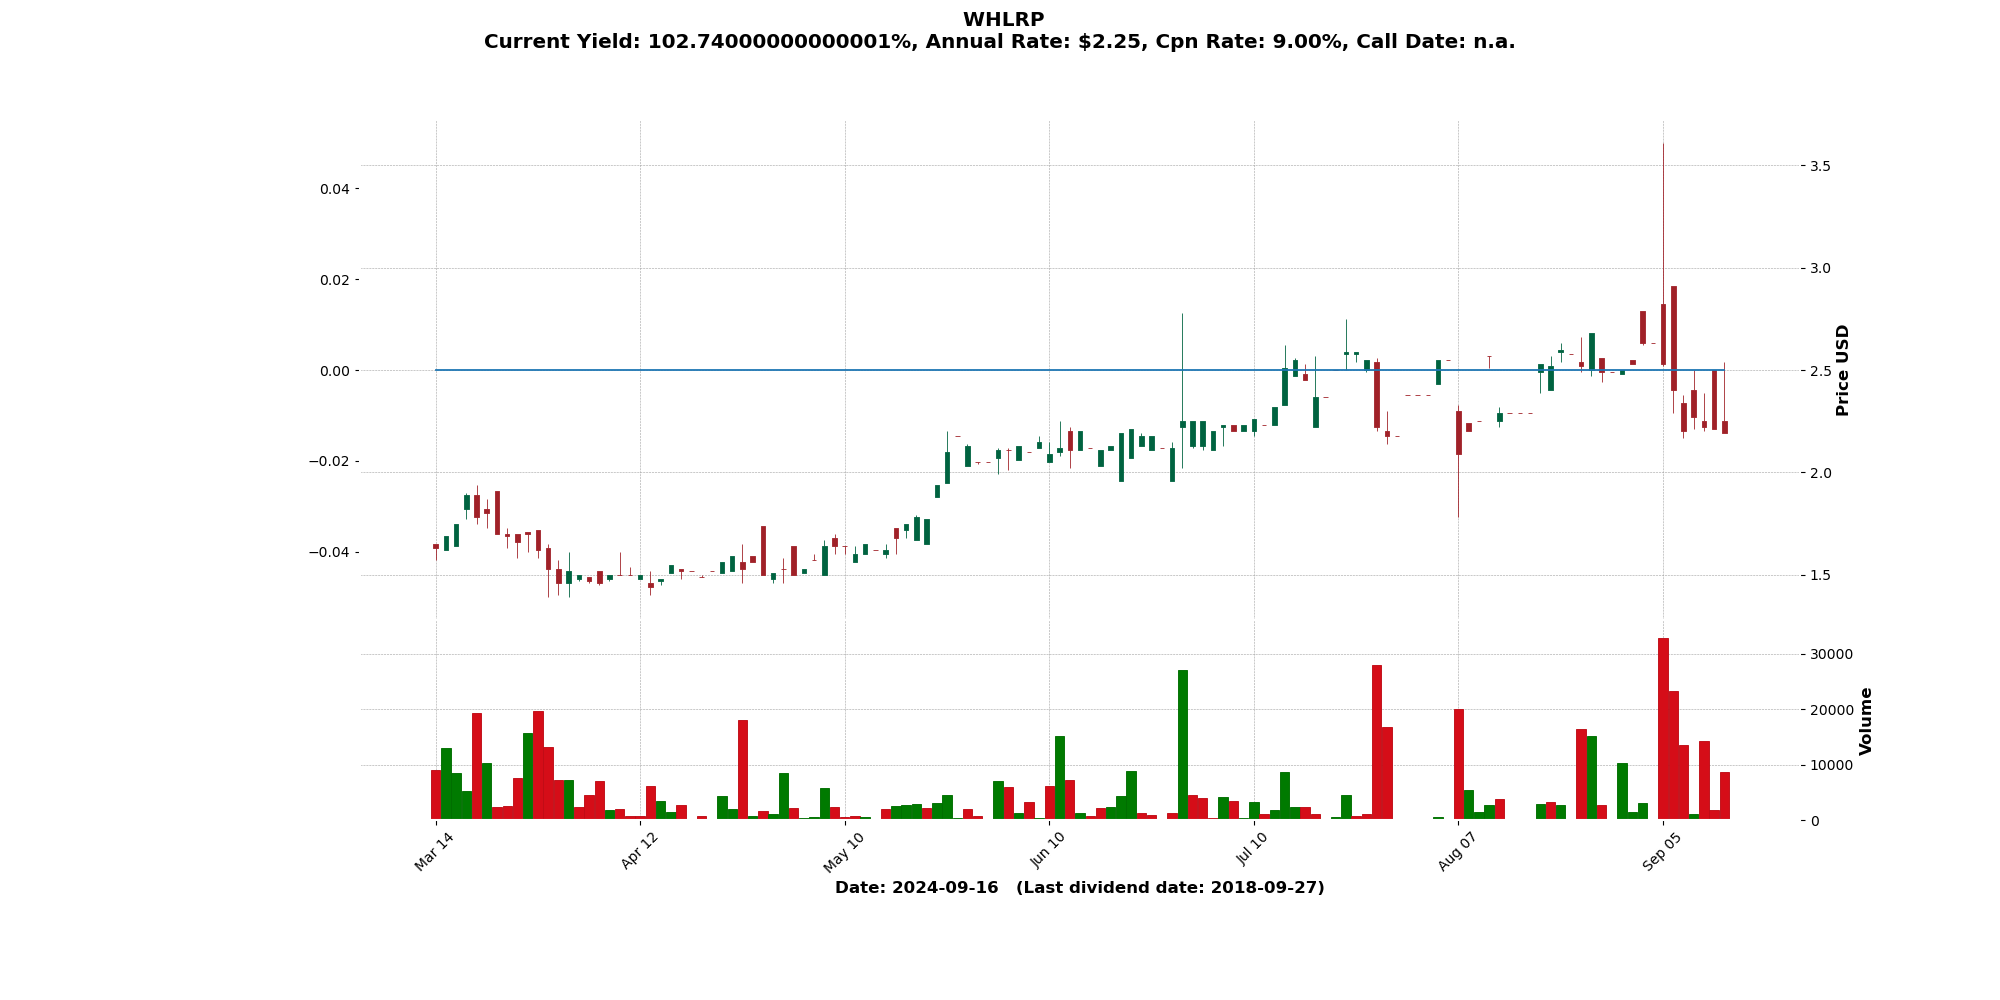 WHLRP
Current Yield: 102.74000000000001%, Annual Rate: $2.25, Cpn Rate: 9.00%, Call Date: n.a.
0.04
0.02
0.00
−0.02
−0.04
3.5
3.0
2.5
2.0
1.5
Price USD
30000
20000
10000
0
Volume
Mar 14
Apr 12
May 10
Jun 10
Jul 10
Aug 07
Sep 05
Date: 2024-09-16 (Last dividend date: 2018-09-27)